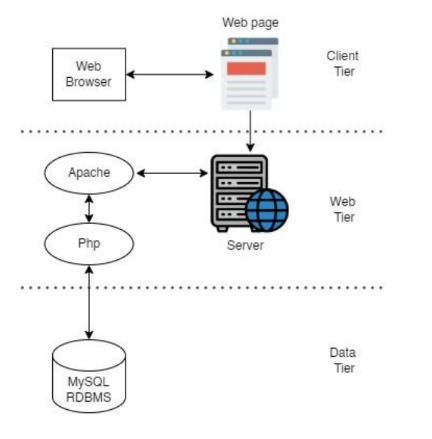 Web page
Web
Browser
Client
Tier
Apache
Php
Server
Web
Tier
MySQL
RDBMS
Data
Tier